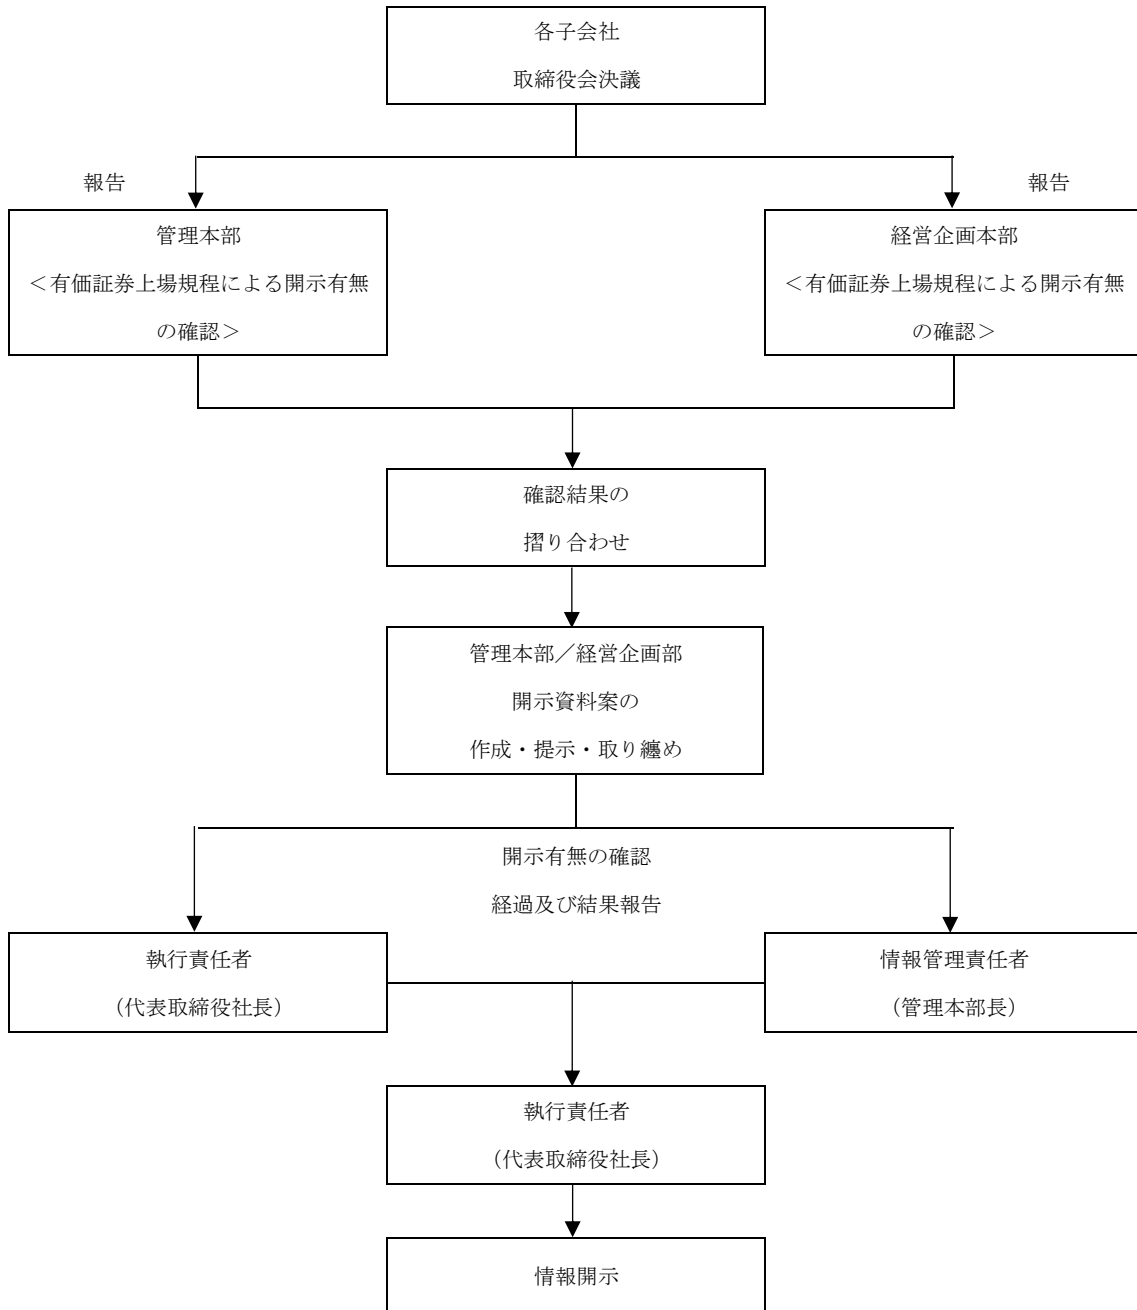 各子会社
取締役会決議
報告
報告
管理本部
＜有価証券上場規程による開示有無
の確認＞
経営企画本部
＜有価証券上場規程による開示有無
の確認＞
確認結果の
摺り合わせ
管理本部／経営企画部
開示資料案の
作成・提示・取り纏め
開示有無の確認
経過及び結果報告
執行責任者
（代表取締役社長）
情報管理責任者
（管理本部長）
執行責任者
（代表取締役社長）
情報開示